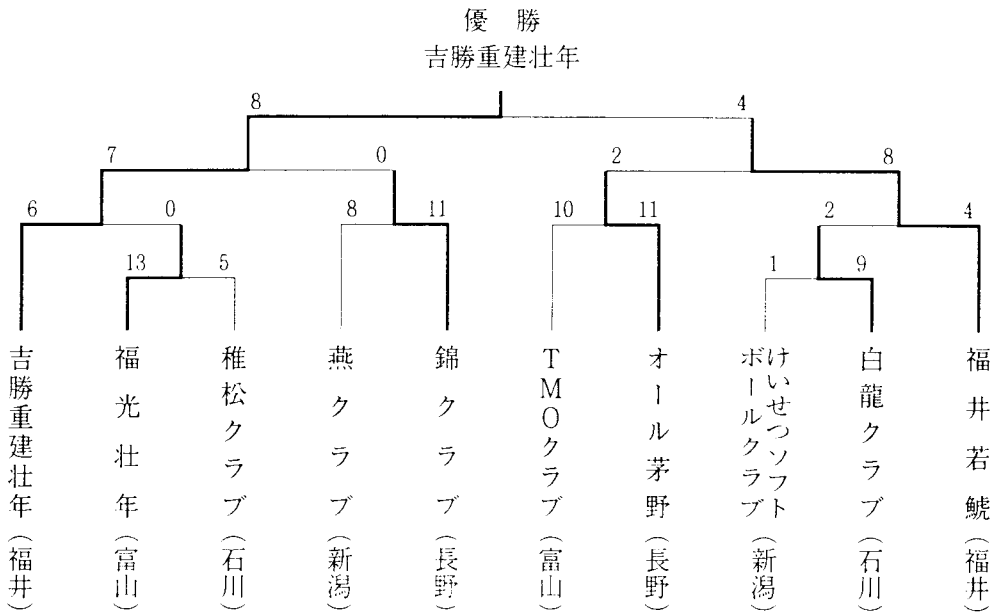 優勝
吉勝重建壮年
8 4
7 0 2 8
6 0 8 11 10 11 2 4
13 5 1 9
吉勝重建壮年（福井）
福光壮年（富山）
稚松クラブ（石川）
燕クラブ（新潟）
錦クラブ（長野）
TMOクラブ（富山）
オール茅野（長野）
けいせつソフト
ボールクラブ（新潟）
白龍クラブ（石川）
福井若鯱（福井）